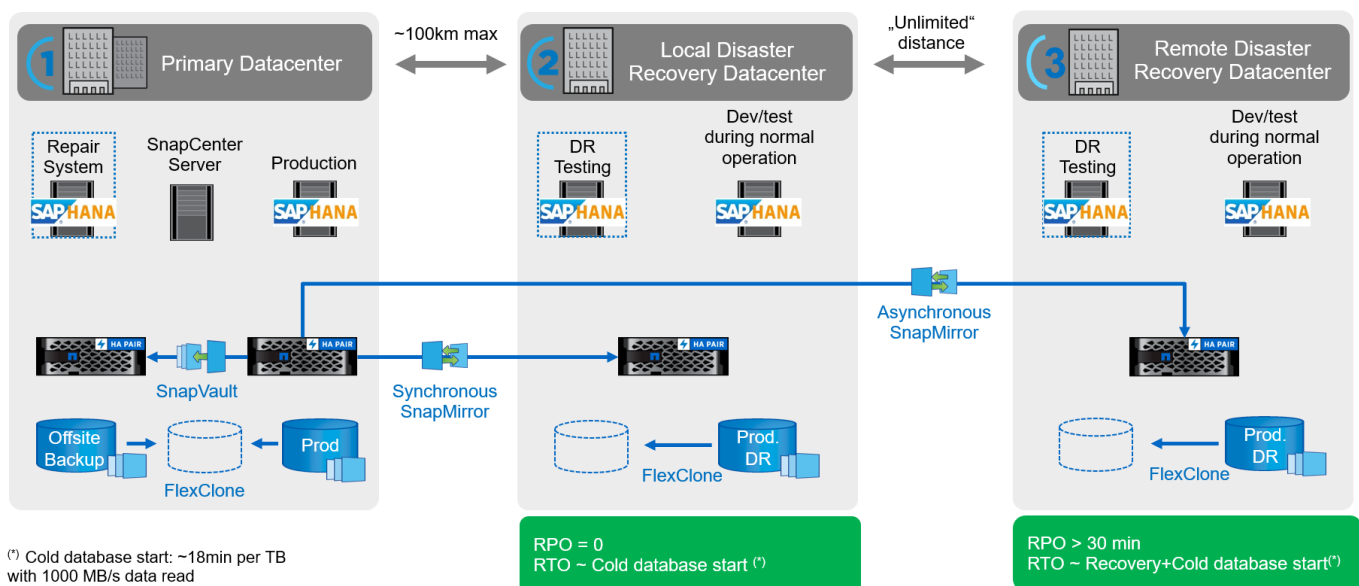 1
Primary Datacenter
~100km max
2
Local Disaster
Recovery Datacenter
„Unlimited“
distance
3
Remote Disaster
Recovery Datacenter
Repair
System
SAP HANA
SnapCenter
Server
Production
SAP HANA
DR
Testing
SAP HANA
Dev/test
during normal
operation
SAP HANA
DR
Testing
SAP HANA
Dev/test
during normal
operation
SAP HANA
Asynchronous
SnapMirror
n
HA PAIR
SnapVault
n
HA PAIR
Synchronous
SnapMirror
n
HA PAIR
n
HA PAIR
Offsite
Backup
FlexClone
Prod
FlexClone
Prod.
DR
FlexClone
Prod.
DR
(*) Cold database start: ~18min per TB
with 1000 MB/s data read
RPO = 0
RTO ~ Cold database start (*)
RPO > 30 min
RTO ~ Recovery+Cold database start(*)